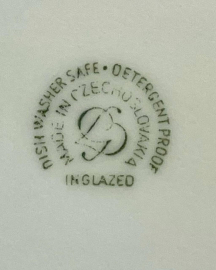 DISH WASHER SAFE • DETERGENT PROOF
MADE IN CZECHOSLOVAKIA
INGLAZED